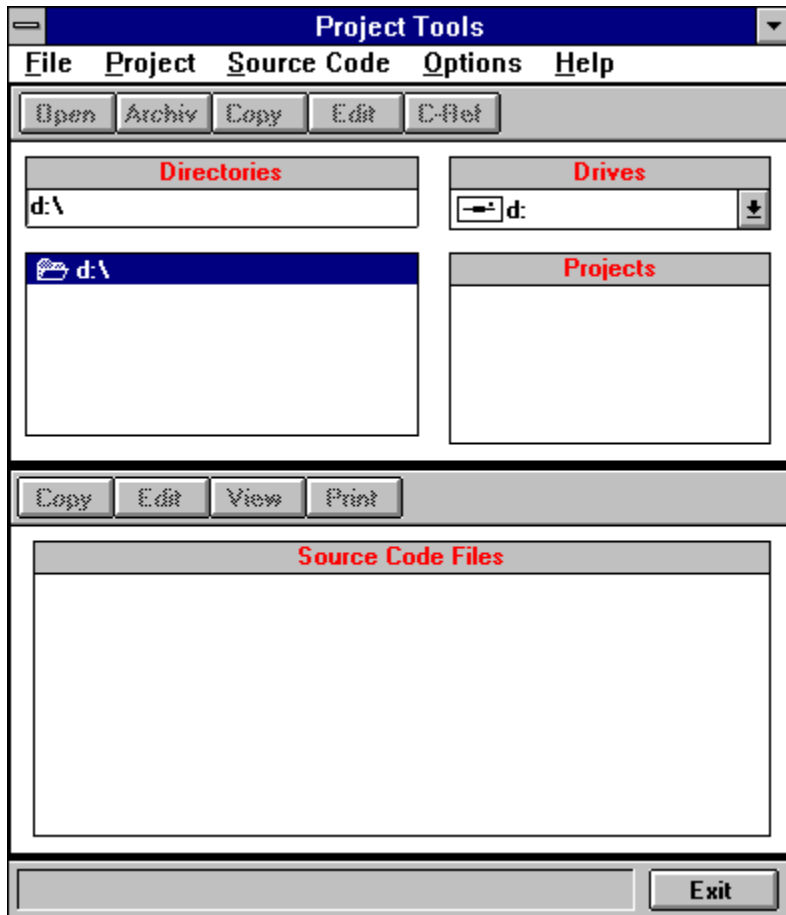 Project Tools
File Project Source Code Options Help
Open Archiv Copy Edit C-Ref
Directories
d:\
Drives
d:
d:\
Projects
Copy Edit View Print
Source Code Files
Exit